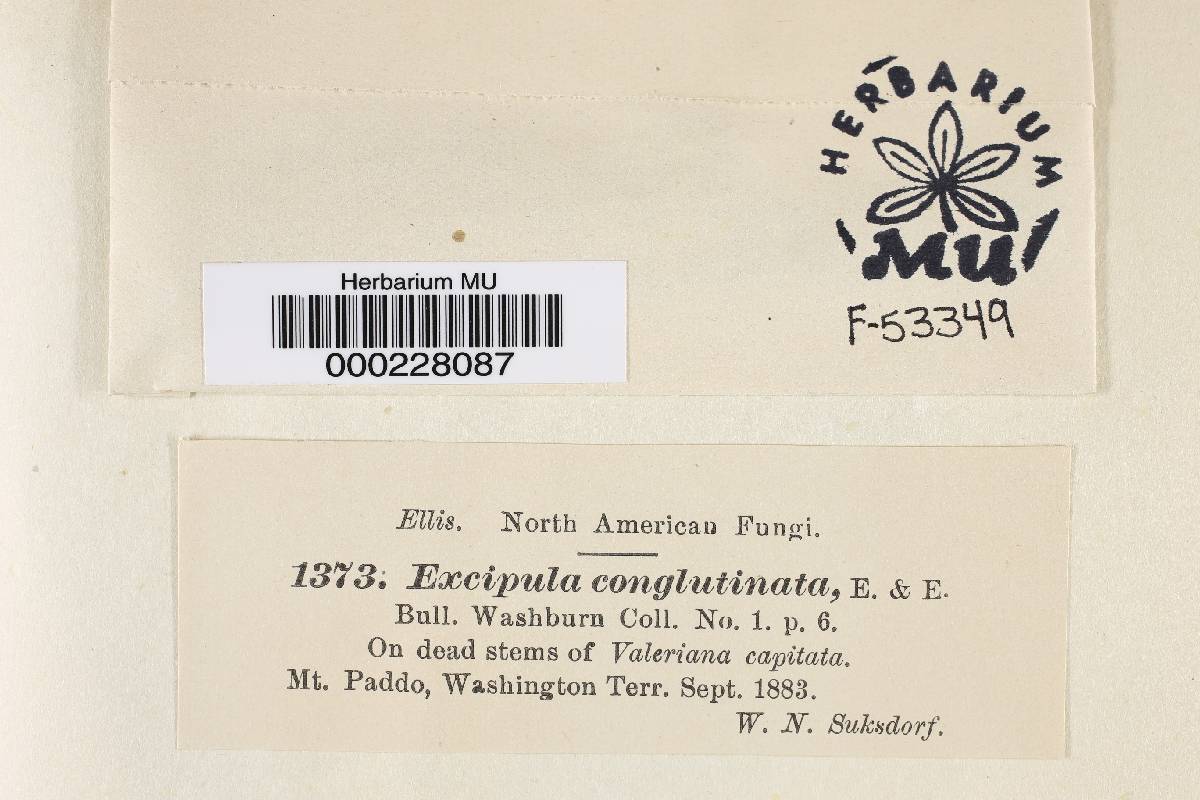 HERBARIUM
MU
F-53349
Herbarium MU
000228087
Ellis. North American Fungi.
1373. Excipula conglutinata, E. & E.
Bull. Washburn Coll. No. 1. p. 6.
On dead stems of Valeriana capitata.
Mt. Paddo, Washington Terr. Sept. 1883.
W. N. Suksdorf.